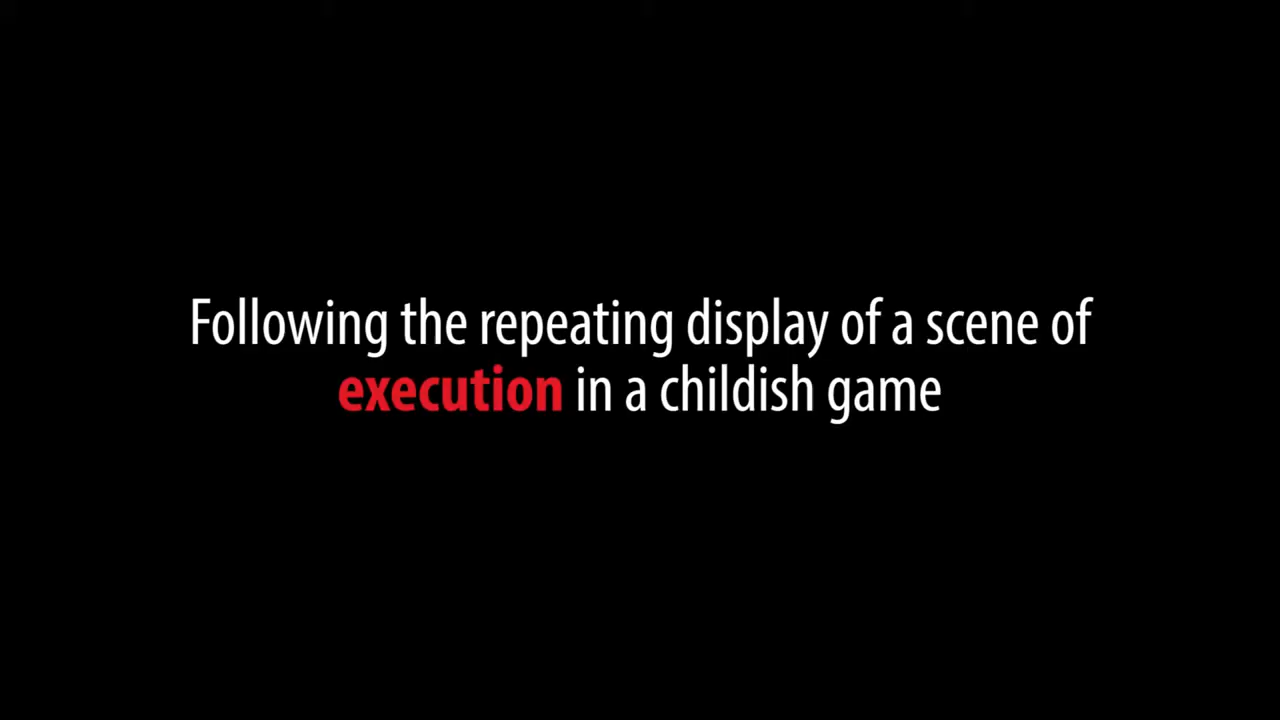 Following the repeating display of a scene of
execution in a childish game